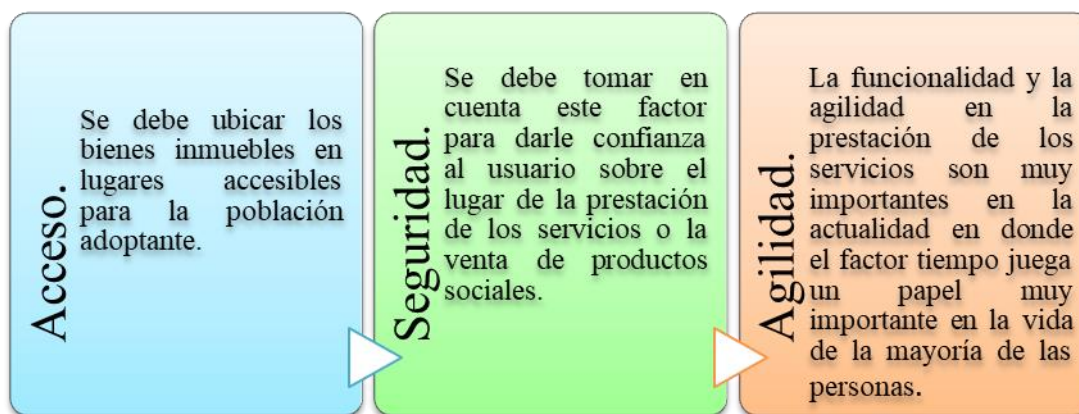 Acceso.
Se debe ubicar los
bienes inmuebles en
lugares accesibles
para la población
adoptante.
Seguridad.
Se debe tomar en
cuenta este factor
para darle confianza
al usuario sobre el
lugar de la prestación
de los servicios o la
venta de productos
sociales.
Agilidad.
La funcionalidad y la
agilidad en la
prestación de los
servicios son muy
importantes en la
actualidad en donde
el factor tiempo juega
un papel muy
importante en la vida
de la mayoría de las
personas.